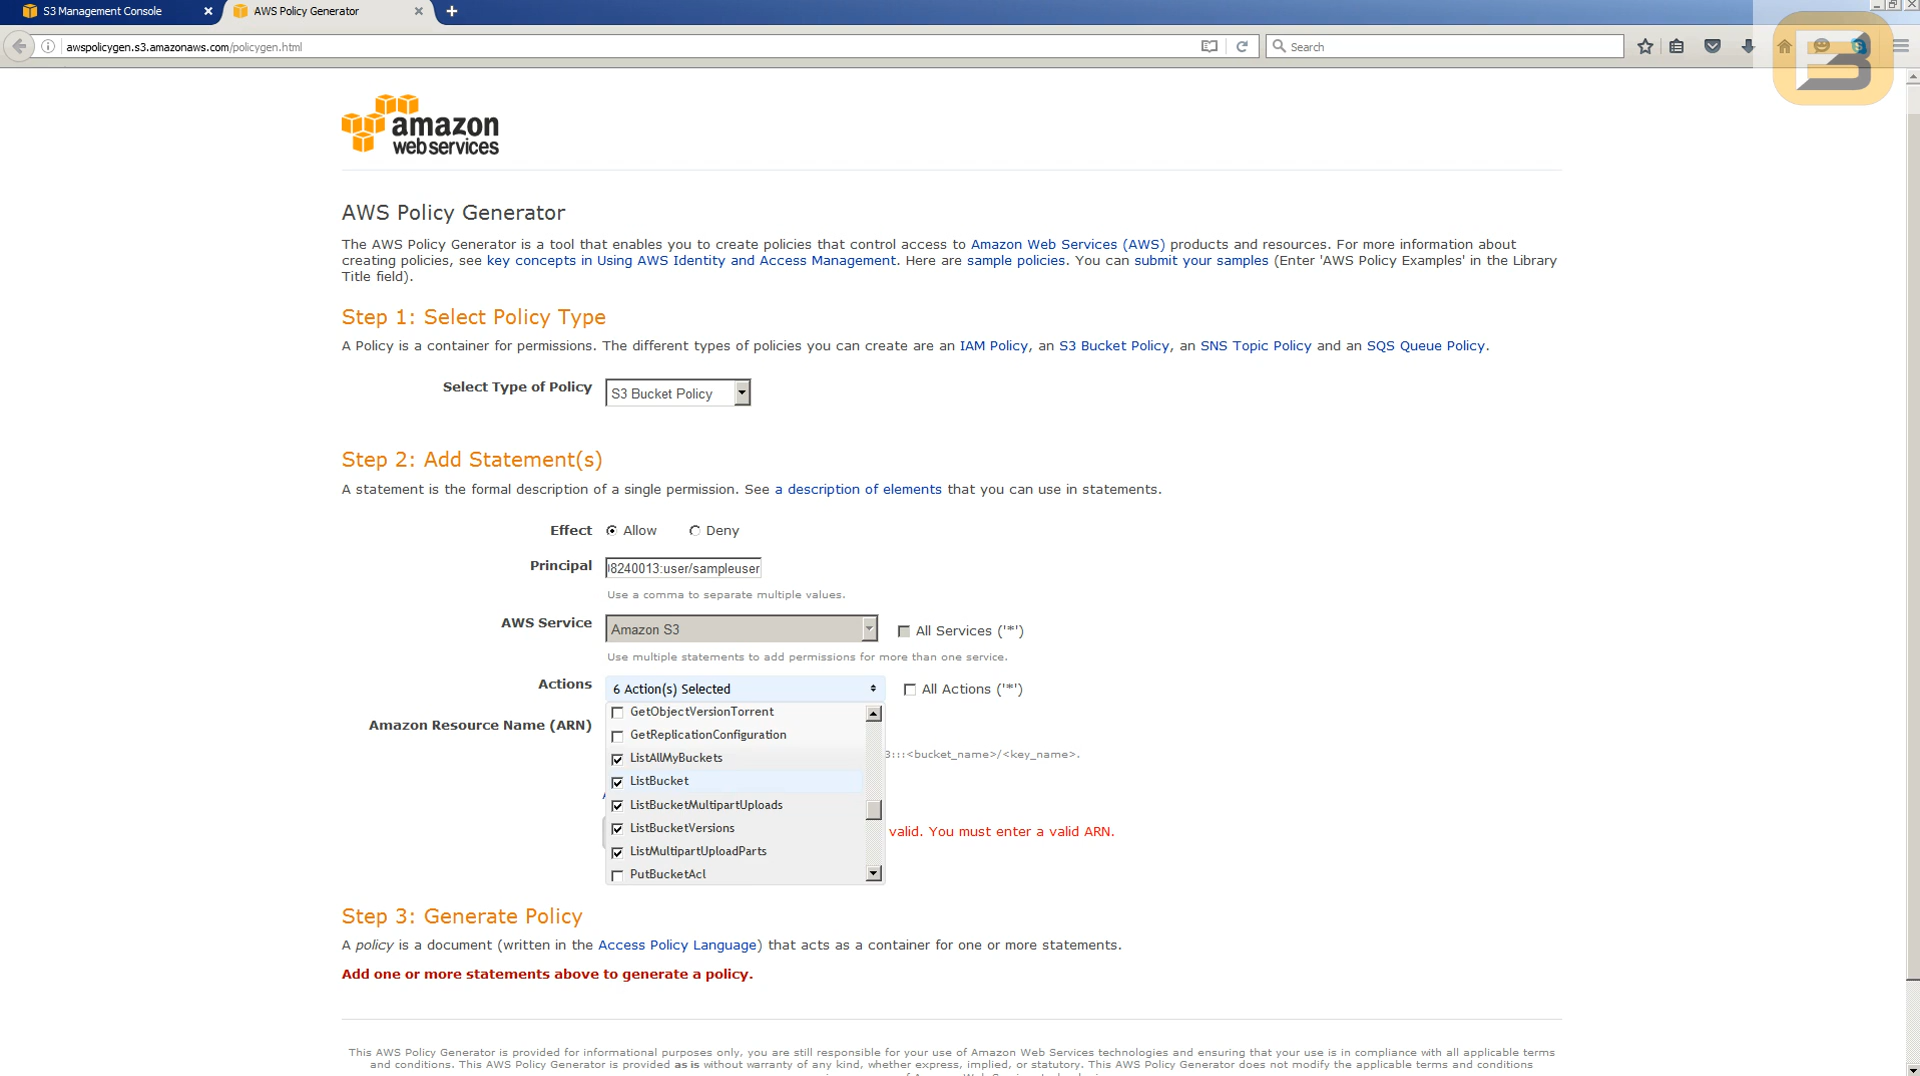 S3 Management Console
AWS Policy Generator
awspolicygen.s3.amazonaws.com/policygen.html
Search
amazon
webservices
AWS Policy Generator
The AWS Policy Generator is a tool that enables you to create policies that control access to Amazon Web Services (AWS) products and resources. For more information about
creating policies, see key concepts in Using AWS Identity and Access Management. Here are sample policies. You can submit your samples (Enter 'AWS Policy Examples' in the Library
Title field).
Step 1: Select Policy Type
A Policy is a container for permissions. The different types of policies you can create are an IAM Policy, an S3 Bucket Policy, an SNS Topic Policy and an SQS Queue Policy.
Select Type of Policy S3 Bucket Policy
Step 2: Add Statement(s)
A statement is the formal description of a single permission. See a description of elements that you can use in statements.
Effect Allow Deny
Principal 8240013:user/sampleuser
Use a comma to separate multiple values.
AWS Service Amazon S3 All Services ('*')
Use multiple statements to add permissions for more than one service.
Actions 6 Action(s) Selected All Actions ('*')
GetObjectVersionTorrent
Amazon Resource Name (ARN)
GetReplicationConfiguration
ListAllMyBuckets
3:::<bucket_name>/<key_name>.
ListBucket
ListBucketMultipartUploads
ListBucketVersions
valid. You must enter a valid ARN.
ListMultipartUploadParts
PutBucketAcl
Step 3: Generate Policy
A policy is a document (written in the Access Policy Language) that acts as a container for one or more statements.
Add one or more statements above to generate a policy.
This AWS Policy Generator is provided for informational purposes only, you are still responsible for your use of Amazon Web Services technologies and ensuring that your use is in compliance with all applicable terms
and conditions. This AWS Policy Generator is provided as is without warranty of any kind, whether express, implied, or statutory. This AWS Policy Generator does not modify the applicable terms and conditions